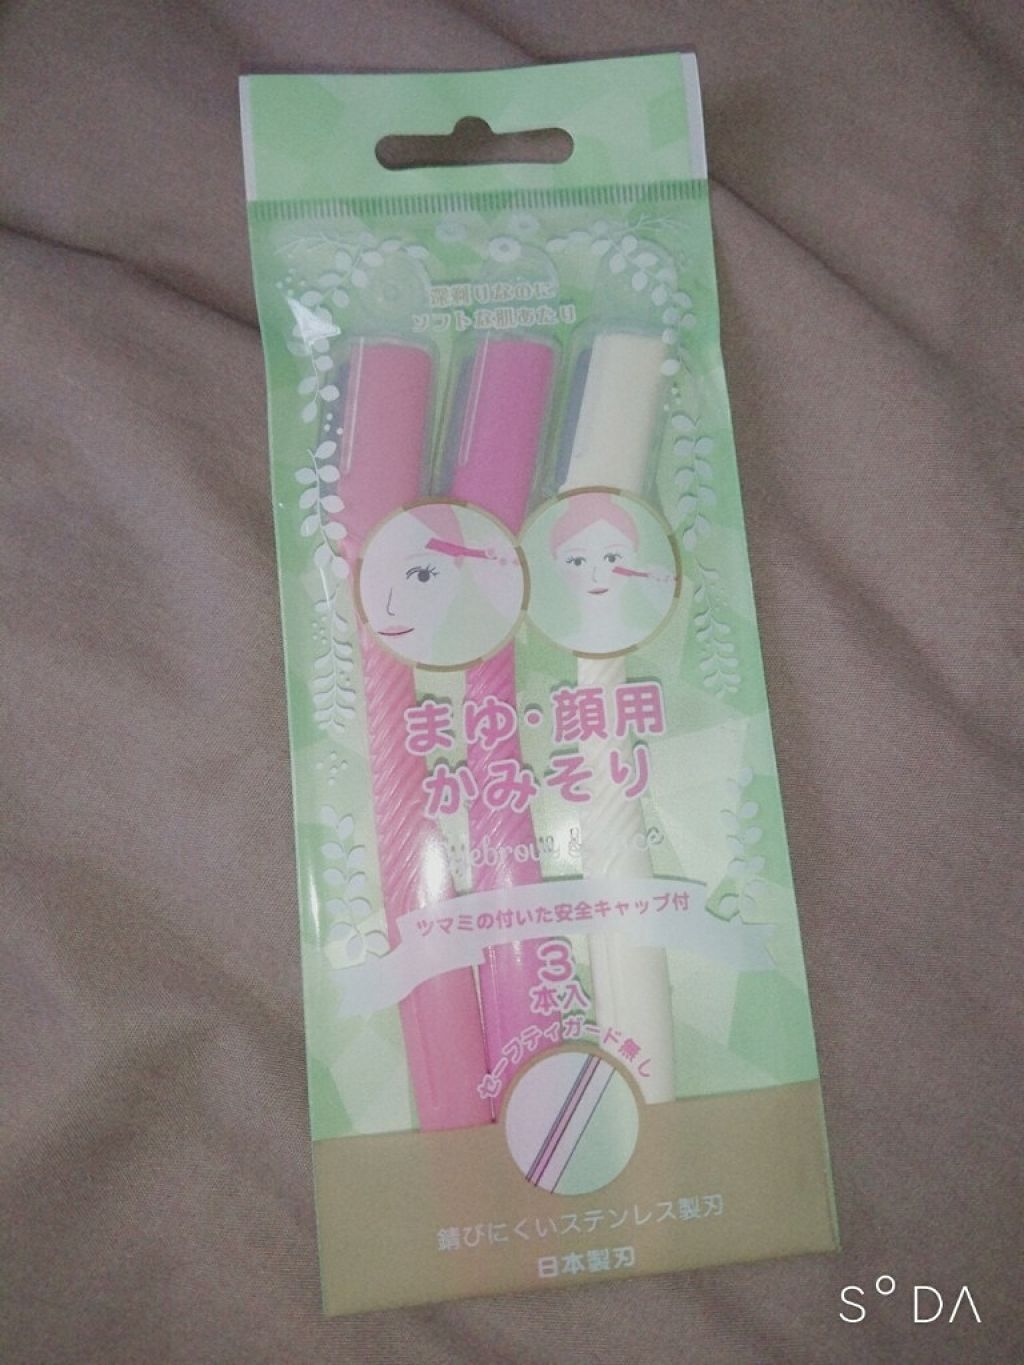 深剃りなのに
ソフトな肌あたり
まゆ・顔用
かみそり
Eyebrow &
ツマミの付いた安全キャップ付
3
本入
セーフティガード無し
錆びにくいステンレス製刃
日本製刃
S°DA